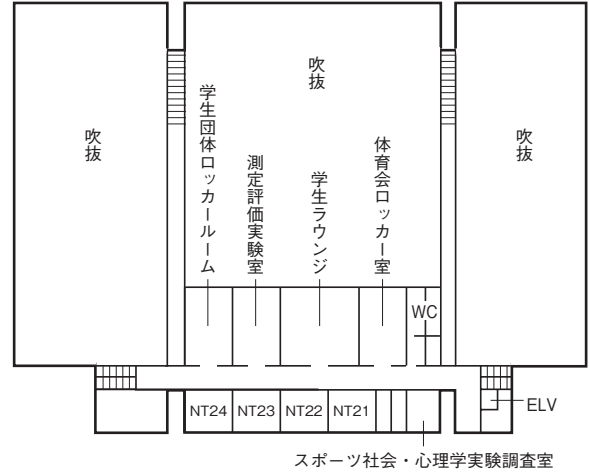 吹抜
吹抜
吹抜
学生団体ロッカールーム
測定評価実験室
学生ラウンジ
体育会ロッカー室
WC
NT24
NT23
NT22
NT21
ELV
スポーツ社会・心理学実験調査室